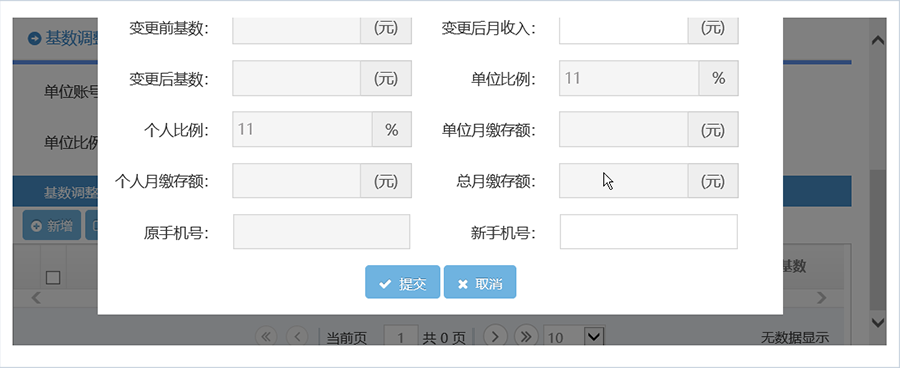 变更前基数: (元) 变更后月收入: (元)
基数调整
变更后基数: (元) 单位比例: 11 %
单位账号
个人比例: 11 % 单位月缴存额: (元)
单位比例
个人月缴存额: (元) 总月缴存额: (元)
基数调整
新增
原手机号: 新手机号:
基数
提交 取消
当前页 1 共 0 页 10 无数据显示